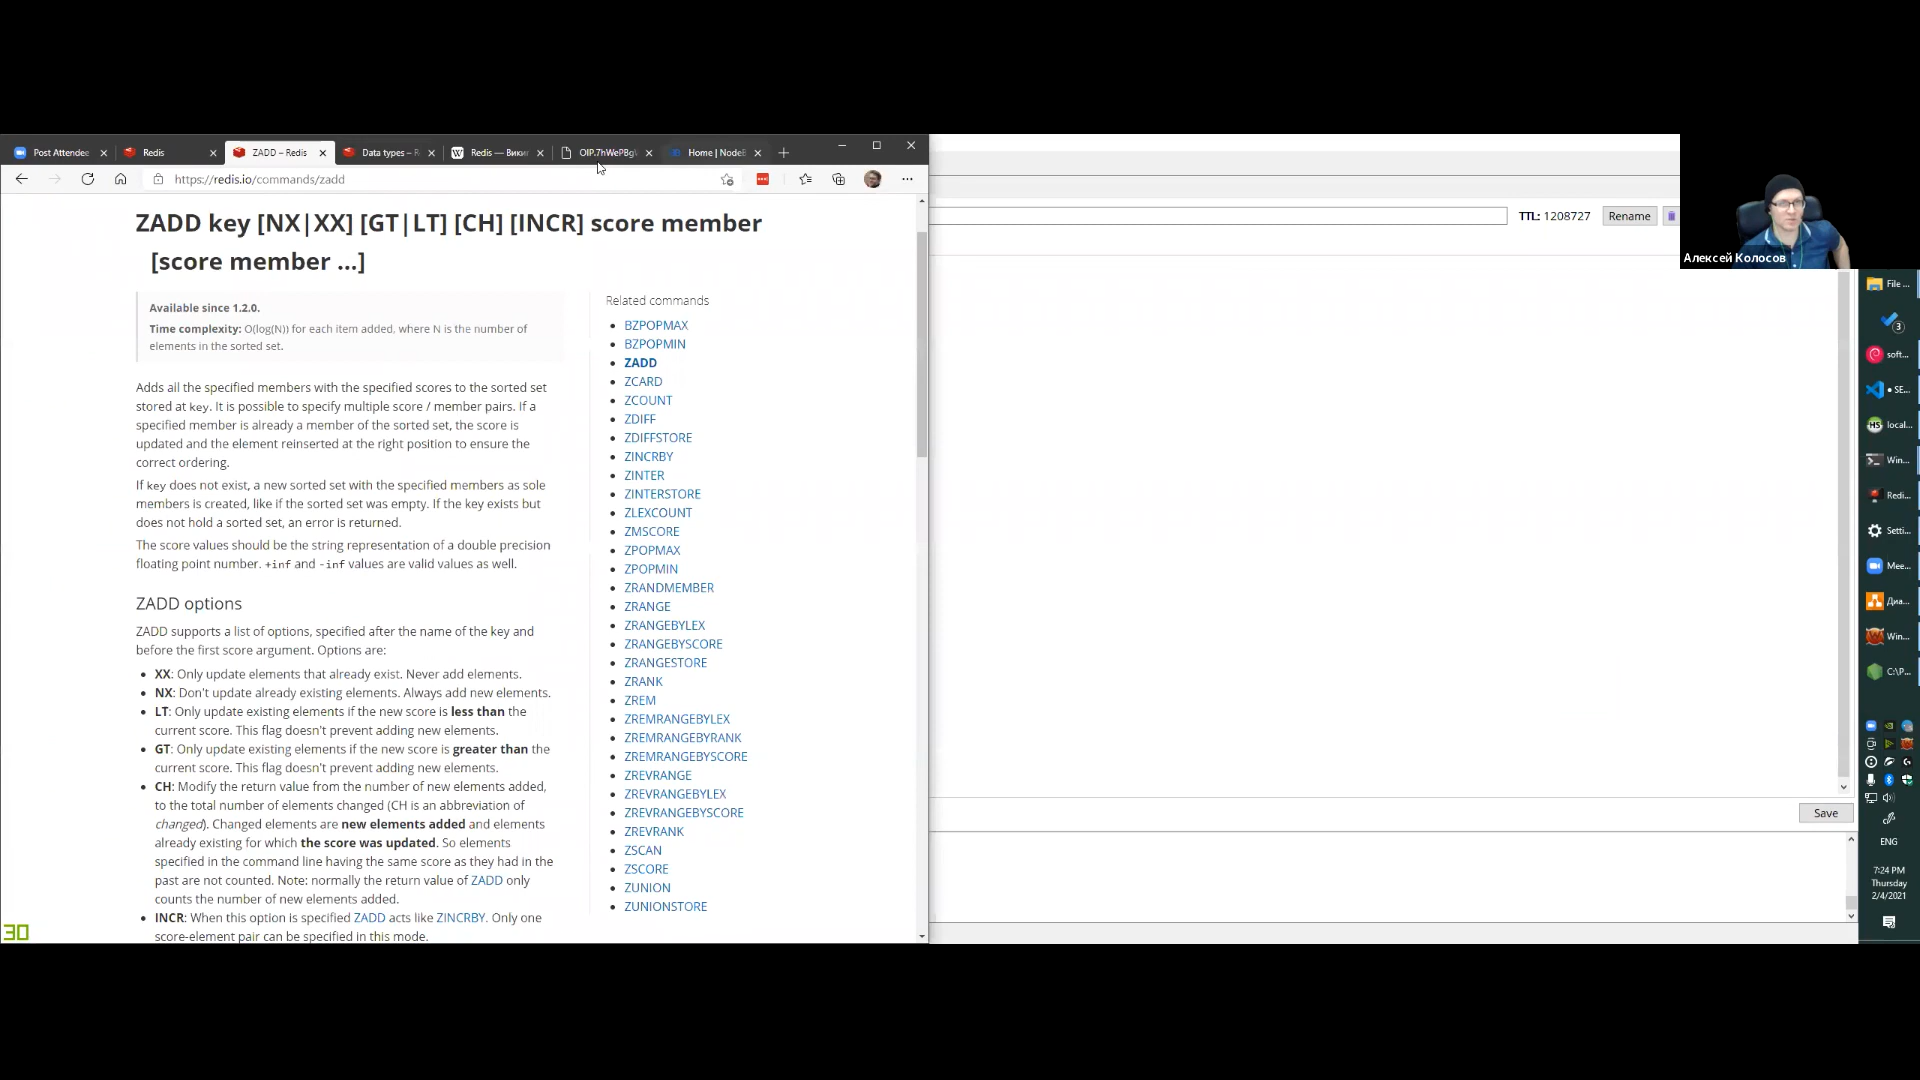 Post Attendee
Redis
ZADD – Redis
Data types – R
Redis — Вики
OIP.7hWePBgV
Home | NodeB
https://redis.io/commands/zadd
ZADD key [NX|XX] [GT|LT] [CH] [INCR] score member
[score member ...]
Available since 1.2.0.
Time complexity: O(log(N)) for each item added, where N is the number of
elements in the sorted set.
Adds all the specified members with the specified scores to the sorted set
stored at key. It is possible to specify multiple score / member pairs. If a
specified member is already a member of the sorted set, the score is
updated and the element reinserted at the right position to ensure the
correct ordering.
If key does not exist, a new sorted set with the specified members as sole
members is created, like if the sorted set was empty. If the key exists but
does not hold a sorted set, an error is returned.
The score values should be the string representation of a double precision
floating point number. +inf and -inf values are valid values as well.
ZADD options
ZADD supports a list of options, specified after the name of the key and
before the first score argument. Options are:
XX: Only update elements that already exist. Never add elements.
NX: Don't update already existing elements. Always add new elements.
LT: Only update existing elements if the new score is less than the
current score. This flag doesn't prevent adding new elements.
GT: Only update existing elements if the new score is greater than the
current score. This flag doesn't prevent adding new elements.
CH: Modify the return value from the number of new elements added,
to the total number of elements changed (CH is an abbreviation of
changed). Changed elements are new elements added and elements
already existing for which the score was updated. So elements
specified in the command line having the same score as they had in the
past are not counted. Note: normally the return value of ZADD only
counts the number of new elements added.
INCR: When this option is specified ZADD acts like ZINCRBY. Only one
score-element pair can be specified in this mode.
Related commands
BZPOPMAX
BZPOPMIN
ZADD
ZCARD
ZCOUNT
ZDIFF
ZDIFFSTORE
ZINCRBY
ZINTER
ZINTERSTORE
ZLEXCOUNT
ZMSCORE
ZPOPMAX
ZPOPMIN
ZRANDMEMBER
ZRANGE
ZRANGEBYLEX
ZRANGEBYSCORE
ZRANGESTORE
ZRANK
ZREM
ZREMRANGEBYLEX
ZREMRANGEBYRANK
ZREMRANGEBYSCORE
ZREVRANGE
ZREVRANGEBYLEX
ZREVRANGEBYSCORE
ZREVRANK
ZSCAN
ZSCORE
ZUNION
ZUNIONSTORE
30
TTL: 1208727
Rename
Save
Алексей Колосов
File ...
3
soft...
SE...
HS
local...
Win...
Redi...
Setti...
Mee...
Диа...
Win...
C:\P...
ENG
7:24 PM
Thursday
2/4/2021